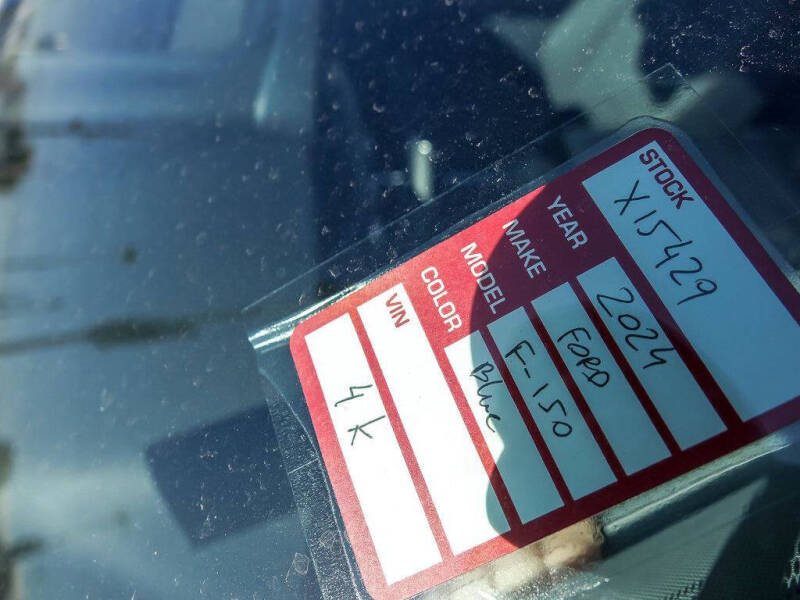 STOCK
X15429
YEAR 2024
MAKE FORD
MODEL F-150
COLOR Blue
VIN
4K